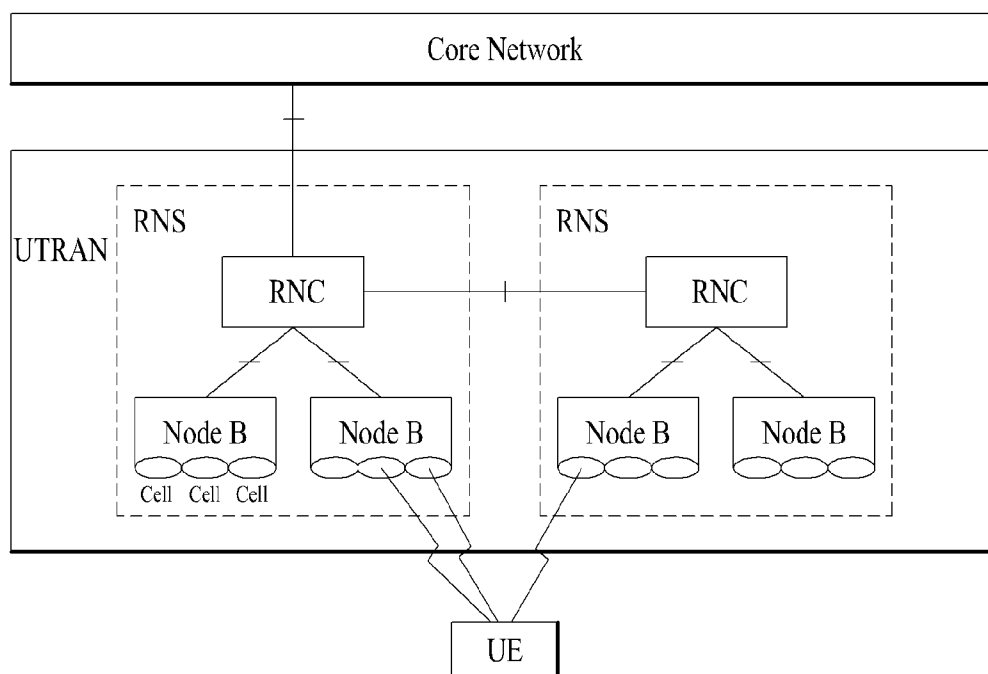 Core Network
UTRAN
RNS
RNS
RNC
RNC
Node B
Node B
Node B
Node B
Cell Cell Cell
UE